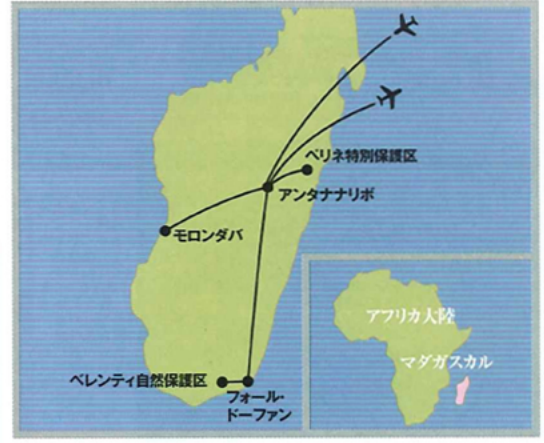 ペリネ特別保護区
アンタナナリボ
モロンダバ
ベレンティ自然保護区
フォール・
ドーファン
アフリカ大陸
マダガスカル